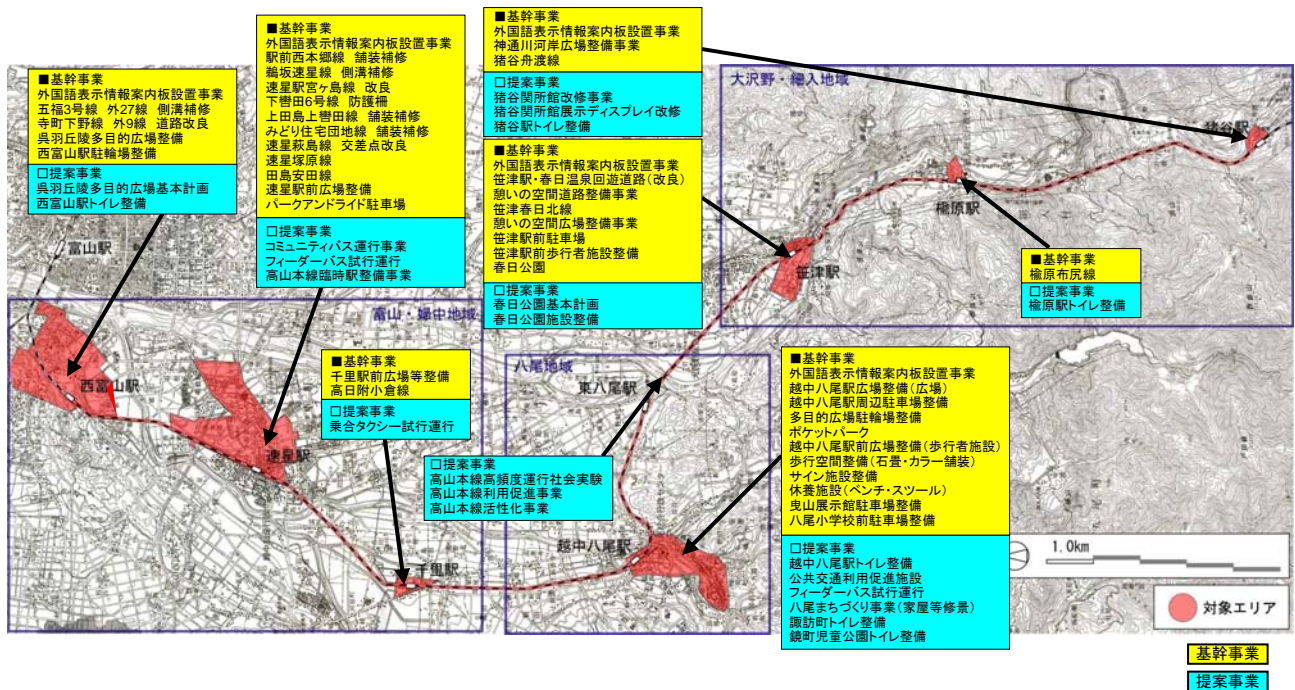 ■基幹事業
外国語表示情報案内板設置事業
五福3号線 外27線 側溝補修
寺町下野線 外9線 道路改良
呉羽丘陵多目的広場整備
西富山駅駐輪場整備
□提案事業
呉羽丘陵多目的広場基本計画
西富山駅トイレ整備
■基幹事業
外国語表示情報案内板設置事業
駅前西本郷線 舗装補修
鵜坂速星線 側溝補修
速星駅宮ヶ島線 改良
下轡田6号線 防護柵
上田島上轡田線 舗装補修
みどり住宅団地線 舗装補修
速星萩島線 交差点改良
速星塚原線
田島安田線
速星駅前広場整備
パークアンドライド駐車場
□提案事業
コミュニティバス運行事業
フィーダーバス試行運行
高山本線臨時駅整備事業
■基幹事業
外国語表示情報案内板設置事業
神通川河岸広場整備事業
猪谷舟渡線
□提案事業
猪谷関所館改修事業
猪谷関所館展示ディスプレイ改修
猪谷駅トイレ整備
■基幹事業
外国語表示情報案内板設置事業
笹津駅・春日温泉回遊道路(改良)
憩いの空間道路整備事業
笹津春日北線
憩いの空間広場整備事業
笹津駅前駐車場
笹津駅前歩行者施設整備
春日公園
□提案事業
春日公園基本計画
春日公園施設整備
大沢野・細入地域
猪谷駅
楡原駅
笹津駅
■基幹事業
楡原布尻線
□提案事業
楡原駅トイレ整備
富山駅
富山・婦中地域
西富山駅
速星駅
■基幹事業
千里駅前広場等整備
高日附小倉線
□提案事業
乗合タクシー試行運行
千里駅
八尾地域
東八尾駅
□提案事業
高山本線高頻度運行社会実験
高山本線利用促進事業
高山本線活性化事業
越中八尾駅
■基幹事業
外国語表示情報案内板設置事業
越中八尾駅広場整備(広場)
越中八尾駅周辺駐車場整備
多目的広場駐輪場整備
ポケットパーク
越中八尾駅前広場整備(歩行者施設)
歩行空間整備(石畳・カラー舗装)
サイン施設整備
休養施設(ベンチ・スツール)
曳山展示館駐車場整備
八尾小学校前駐車場整備
□提案事業
越中八尾駅トイレ整備
公共交通利用促進施設
フィーダーバス試行運行
八尾まちづくり事業(家屋等修景)
諏訪町トイレ整備
鏡町児童公園トイレ整備
1.0km
対象エリア
基幹事業
提案事業